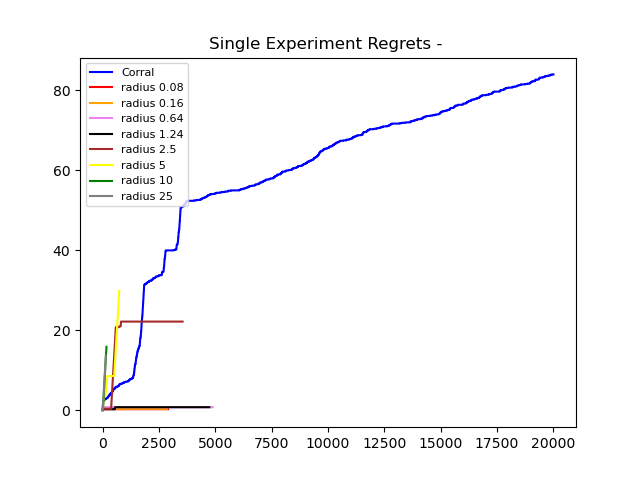 Single Experiment Regrets -
Corral
radius 0.08
radius 0.16
radius 0.64
radius 1.24
radius 2.5
radius 5
radius 10
radius 25
80
60
40
20
0
0 2500 5000 7500 10000 12500 15000 17500 20000